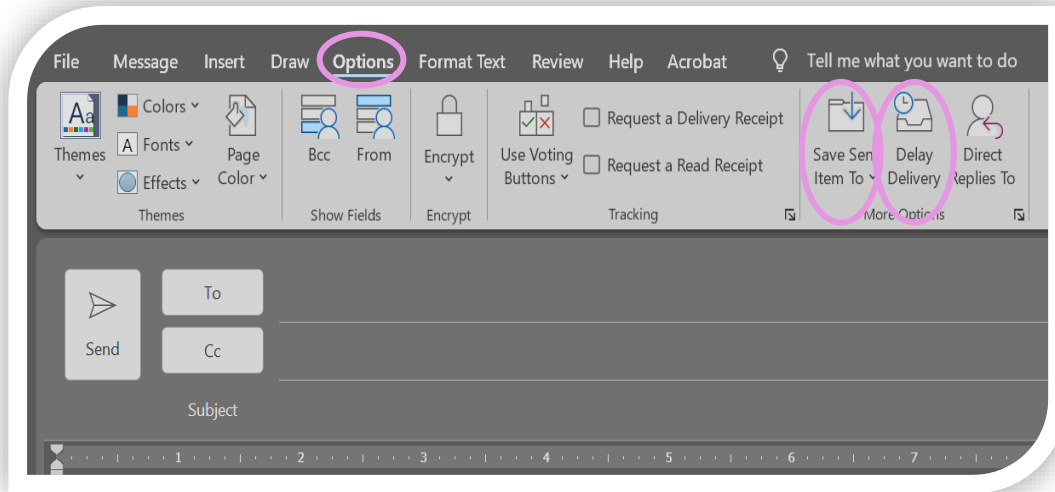 File Message Insert Draw Options Format Text Review Help Acrobat Tell me what you want to do
Aa Colors
A Fonts
Effects
Themes
Page
Color
Themes
Bcc From
Show Fields
Encrypt
Encrypt
Use Voting
Buttons
Request a Delivery Receipt
Request a Read Receipt
Tracking
Save Sen
Item To
Delay
Delivery
Direct
Replies To
More Options
Send
To
Cc
Subject
1 2 3 4 5 6 7